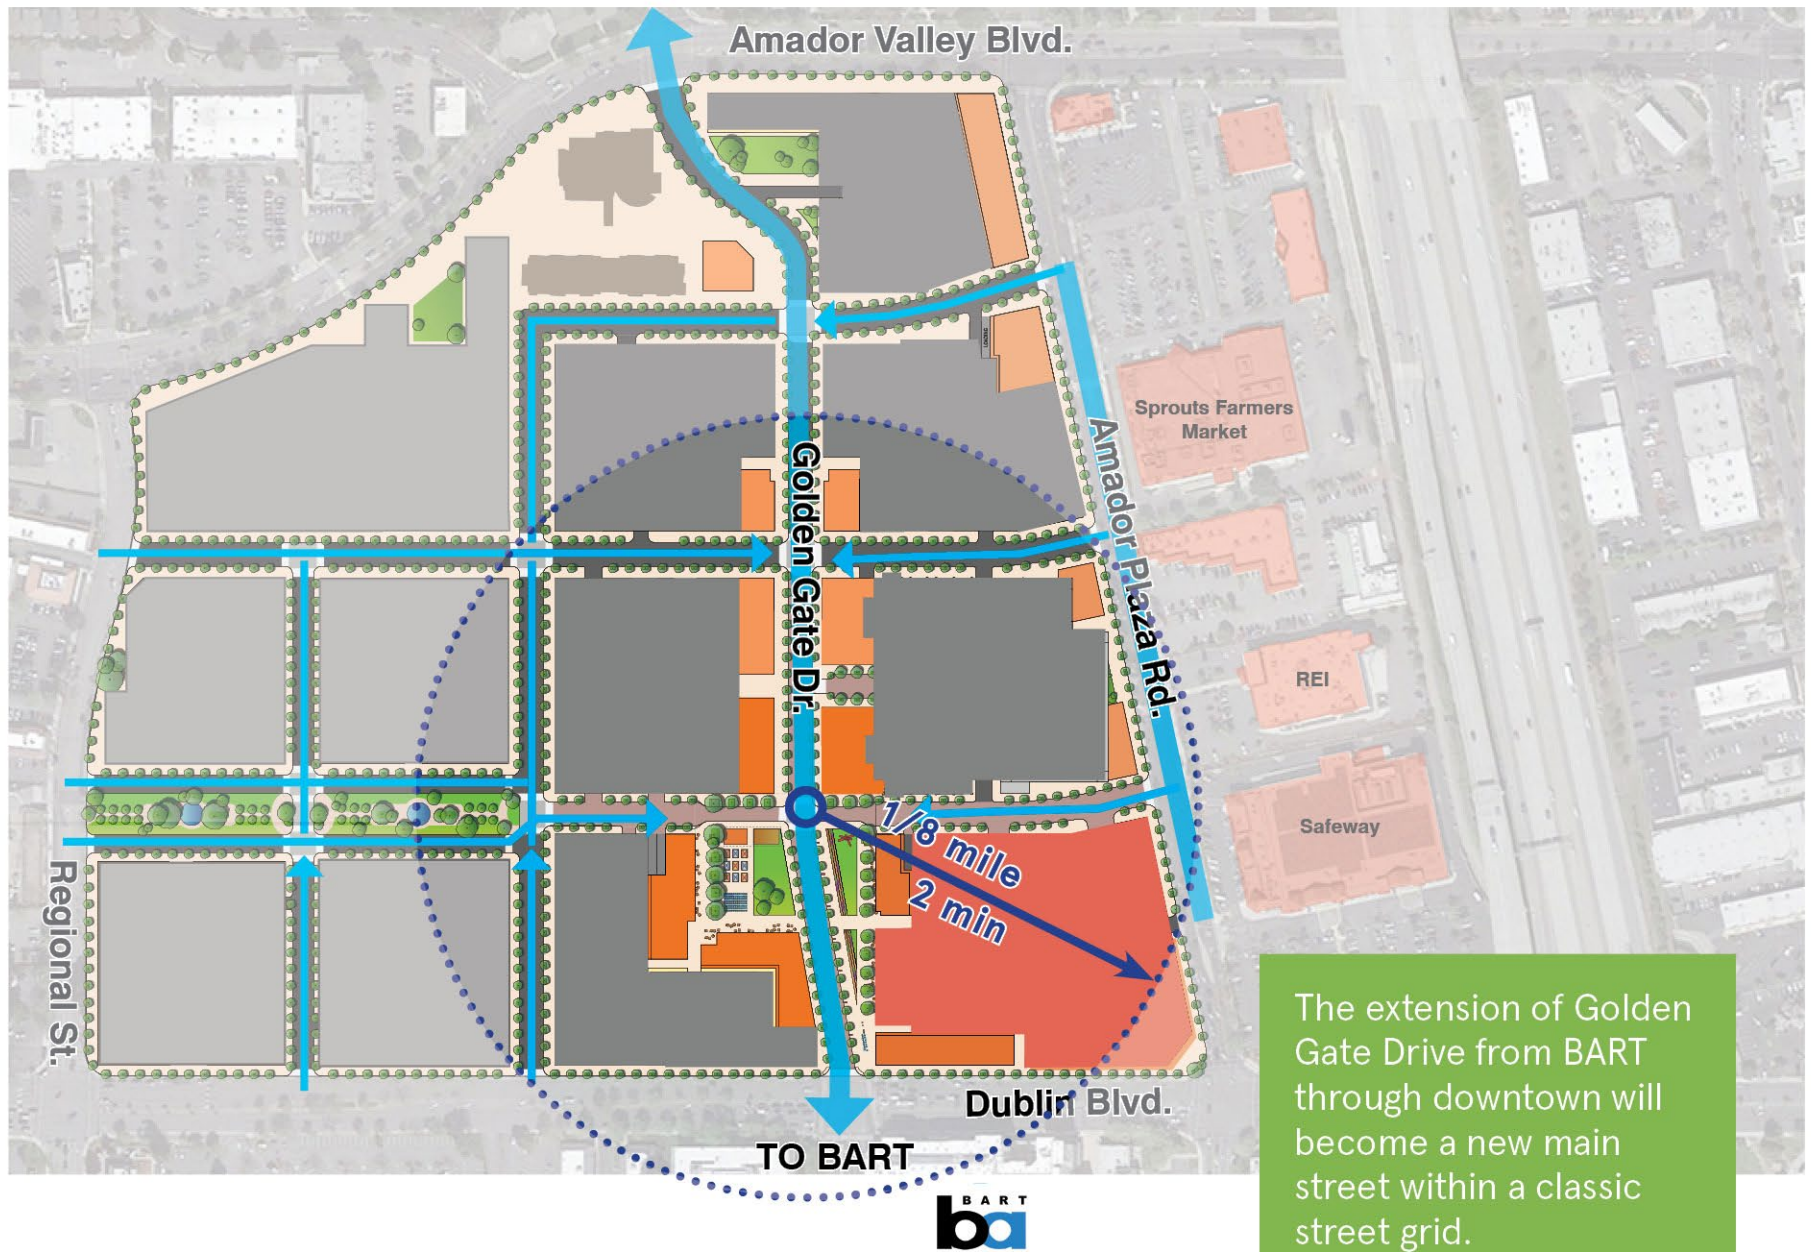 Amador Valley Blvd.
LOADING
Sprouts Farmers
Market
Golden Gate Dr.
Amador Plaza Rd.
REI
1/8 mile
2 min
Safeway
Regional St.
Dublin Blvd.
TO BART
BART
ba
The extension of Golden
Gate Drive from BART
through downtown will
become a new main
street within a classic
street grid.